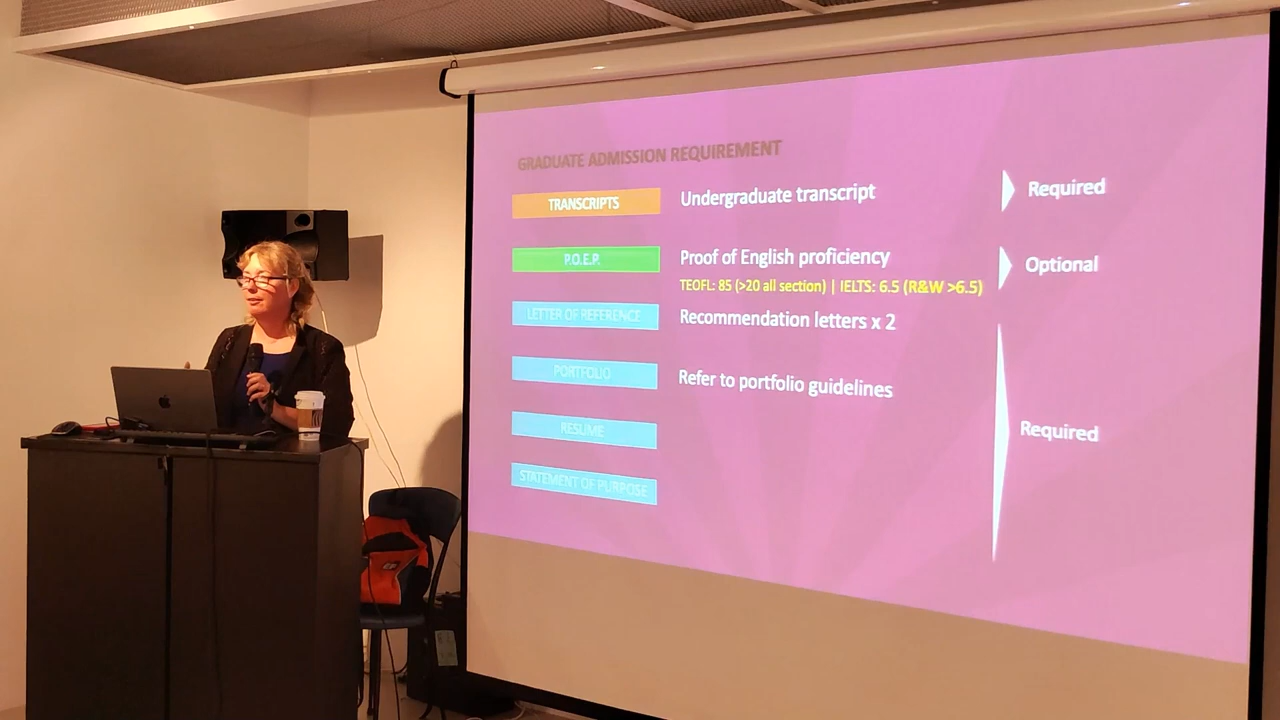 GRADUATE ADMISSION REQUIREMENT
TRANSCRIPTS Undergraduate transcript Required
P.O.E.P. Proof of English proficiency Optional
TEOFL: 85 (>20 all section) | IELTS: 6.5 (R&W >6.5)
LETTER OF REFERENCE Recommendation letters x 2
PORTFOLIO Refer to portfolio guidelines
RESUME Required
STATEMENT OF PURPOSE